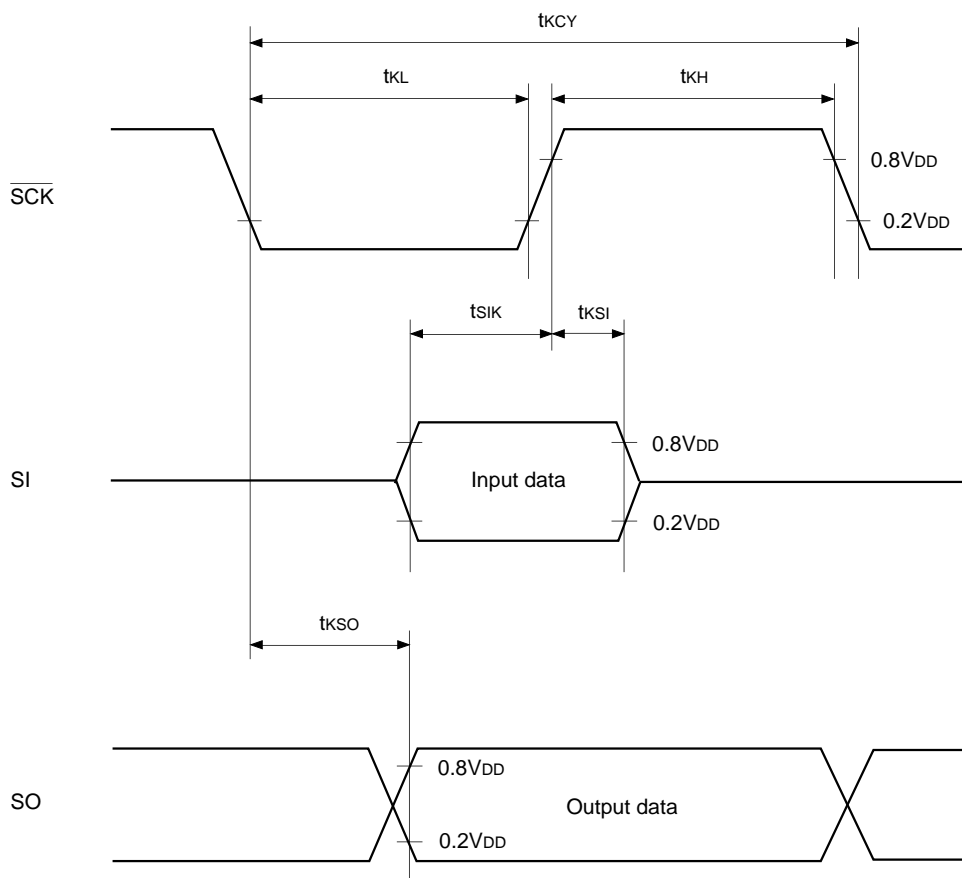 tKCY
tKL
tKH
0.8VDD
SCK
0.2VDD
tSIK
tKSI
0.8VDD
SI
Input data
0.2VDD
tKSO
0.8VDD
SO
Output data
0.2VDD